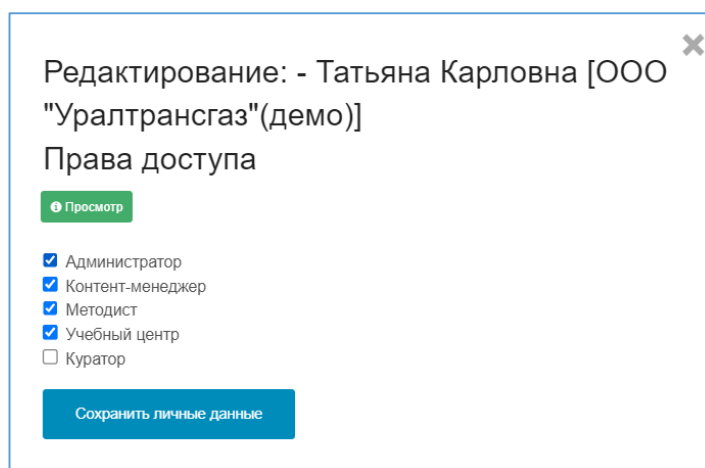 Редактирование: - Татьяна Карловна [ООО
"Уралтрансгаз"(демо)]
Права доступа
Просмотр
Администратор
Контент-менеджер
Методист
Учебный центр
Куратор
Сохранить личные данные